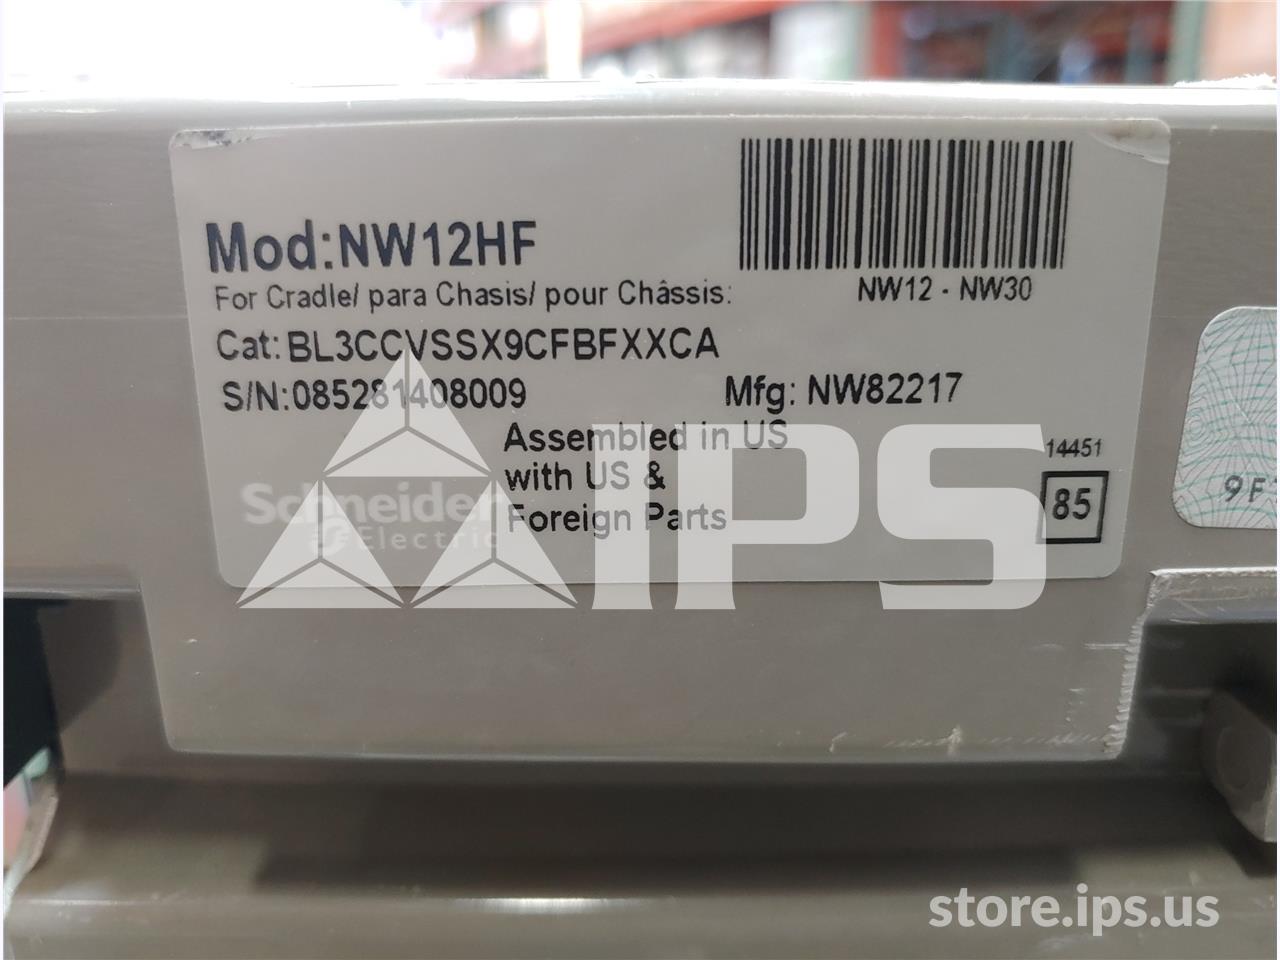 Mod:NW12HF
NW12 - NW30
For Cradle/ para Chasis/ pour Châssis:
Cat: BL3CCVSSX9CFBFXXCA
S/N:085281408009
Mfg: NW82217
Assembled in US
with US &
Foreign Parts
14451
85
Schneider
Electric
IPS
9F
store.ips.us